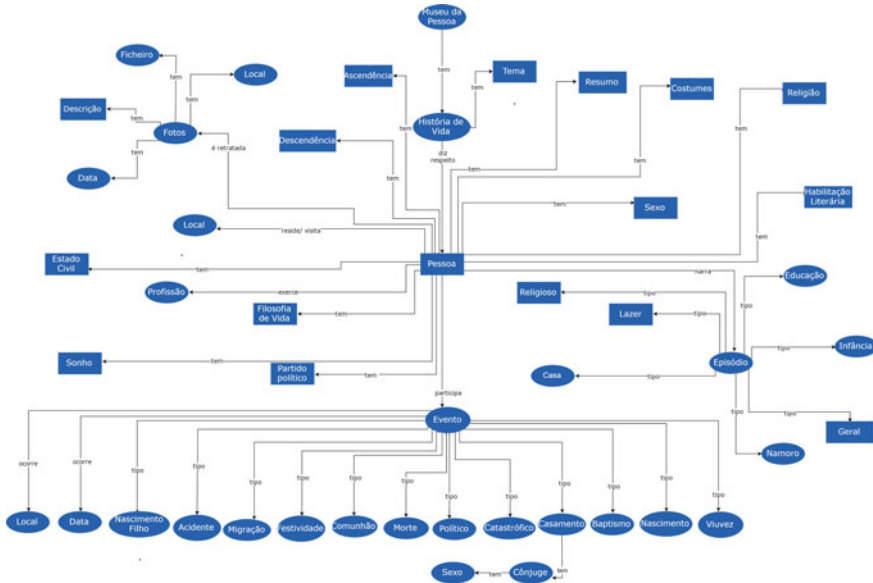 Museu da
Pessoa
Ficheiro
tem
Local
tem
Descrição
tem
Fotos
tem
Data
é retratada
Ascendência
tem
Descendência
tem
tem
História de
Vida
tem
Tema
diz
respeito
Resumo
tem
Costumes
tem
Religião
tem
Sexo
tem
Habilitação
Literária
tem
Local
reside/ visita
Estado
Civil
tem
Pessoa
Profissão
exerce
Filosofia
de Vida
tem
Sonho
tem
Partido
político
tem
narra
Religioso
tipo
Educação
tipo
Lazer
tipo
Infância
tipo
Episódio
Casa
tipo
tipo
Geral
tipo
Namoro
participa
Evento
ocorre
ocorre
tipo
tipo
tipo
tipo
tipo
tipo
tipo
tipo
tipo
tipo
tipo
tipo
Local
Data
Nascimento
Filho
Acidente
Migração
Festividade
Comunhão
Morte
Político
Catastrófico
Casamento
Baptismo
Nascimento
Viuvez
Sexo
tem
Cônjuge
tem